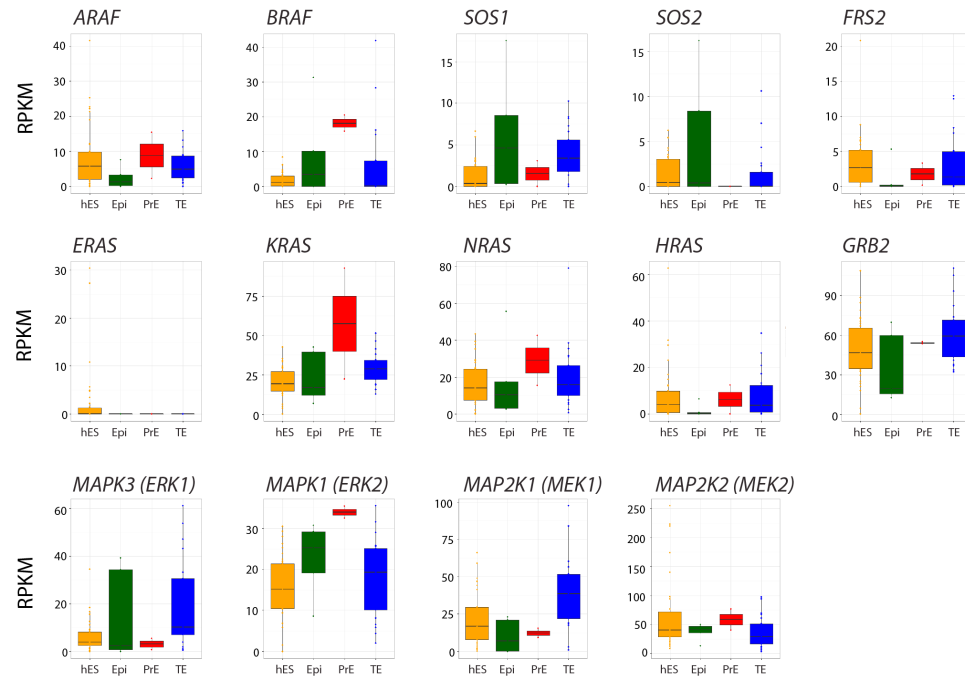 ARAF BRAF SOS1 SOS2 FRS2
RPKM
40 30 20 10 0
40 30 20 10 0
15 10 5 0
15 10 5 0
20 15 10 5 0
hES Epi PrE TE hES Epi PrE TE hES Epi PrE TE hES Epi PrE TE hES Epi PrE TE
ERAS KRAS NRAS HRAS GRB2
RPKM
30 20 10 0
75 50 25 0
80 60 40 20 0
60 40 20 0
90 60 30 0
hES Epi PrE TE hES Epi PrE TE hES Epi PrE TE hES Epi PrE TE hES Epi PrE TE
MAPK3 (ERK1) MAPK1 (ERK2) MAP2K1 (MEK1) MAP2K2 (MEK2)
RPKM
60 40 20 0
30 20 10 0
100 75 50 25 0
250 200 150 100 50 0
hES Epi PrE TE hES Epi PrE TE hES Epi PrE TE hES Epi PrE TE